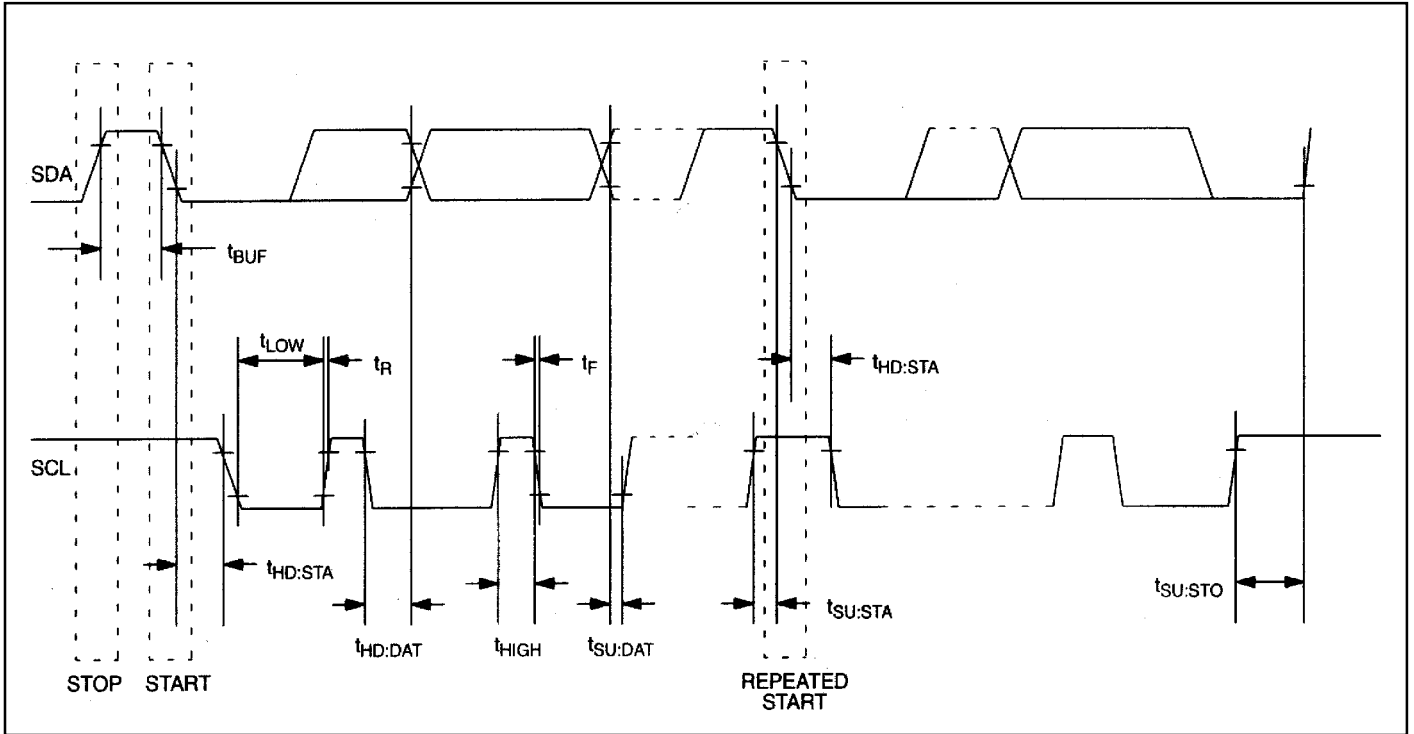 SDA
tBUF
tLOW
tR
tF
tHD:STA
SCL
tHD:STA
tHD:DAT
tHIGH
tSU:DAT
tSU:STA
tSU:STO
STOP
START
REPEATED
START